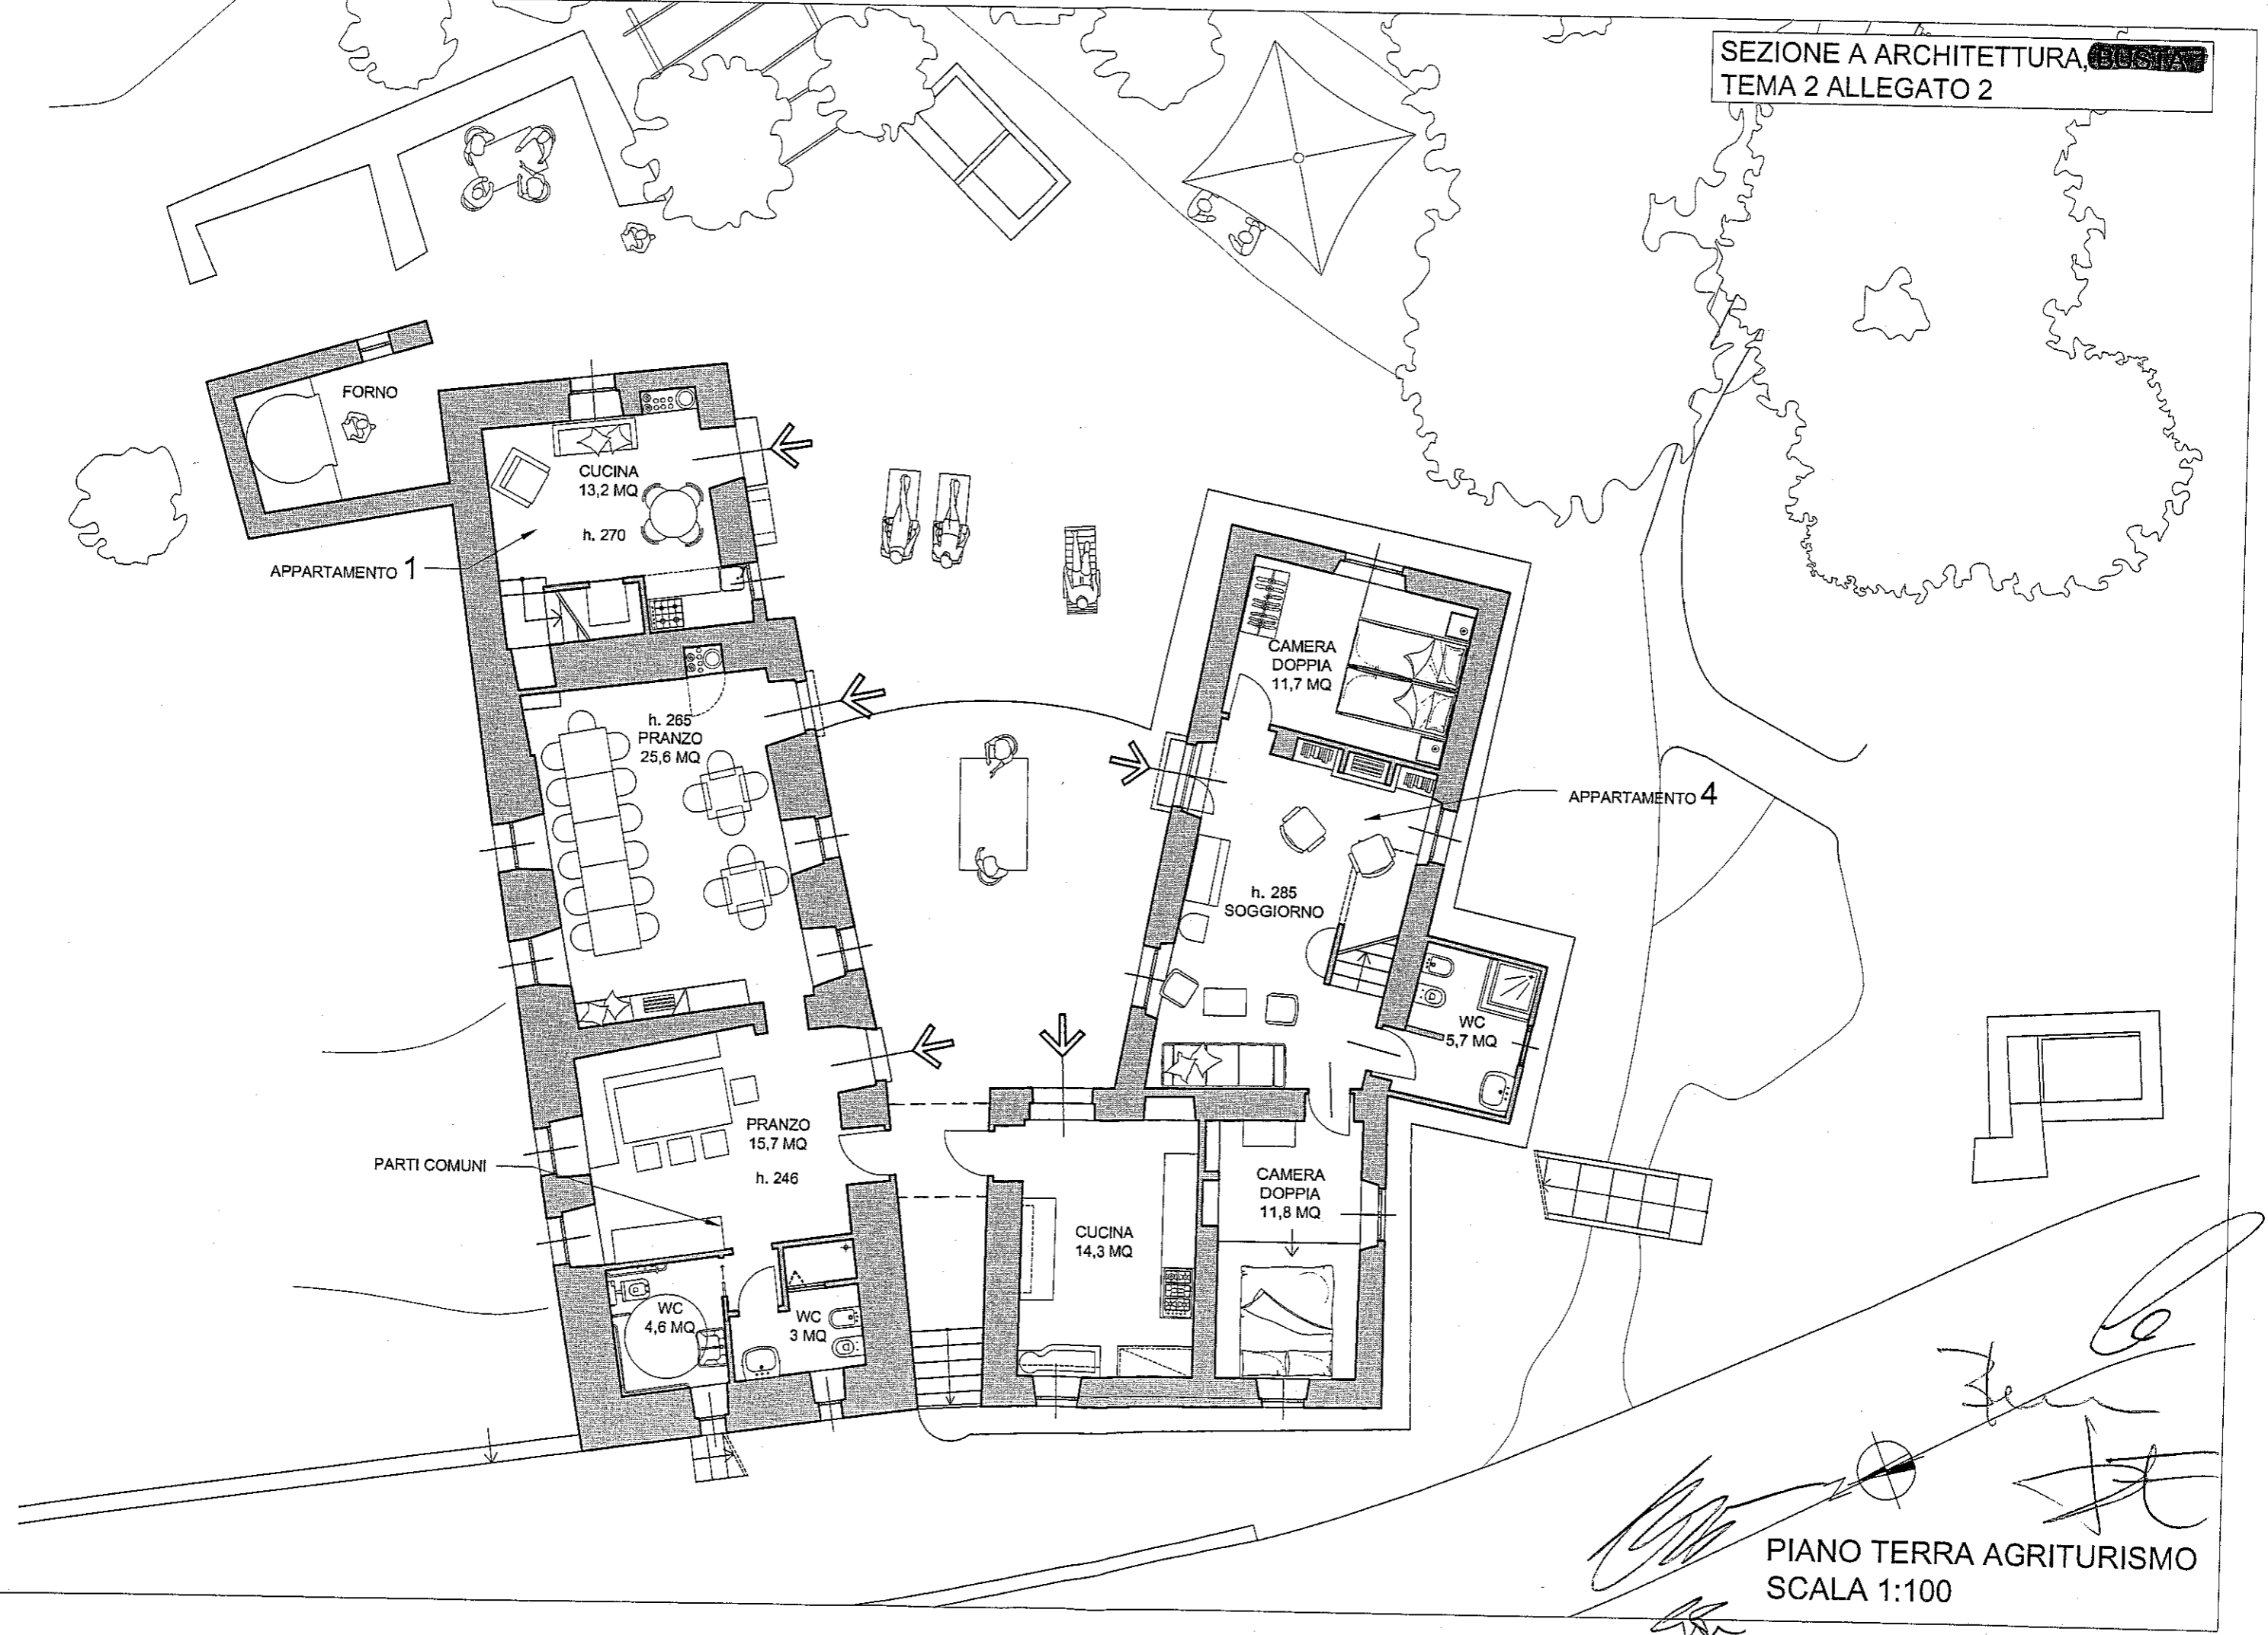 SEZIONE A ARCHITETTURA, BUSTA
TEMA 2 ALLEGATO 2
FORNO
CUCINA
13,2 MQ
h. 270
APPARTAMENTO 1
h. 265
PRANZO
25,6 MQ
CAMERA
DOPPIA
11,7 MQ
APPARTAMENTO 4
h. 285
SOGGIORNO
WC
5,7 MQ
PRANZO
15,7 MQ
h. 246
PARTI COMUNI
CUCINA
14,3 MQ
CAMERA
DOPPIA
11,8 MQ
WC
4,6 MQ
WC
3 MQ
PIANO TERRA AGRITURISMO
SCALA 1:100